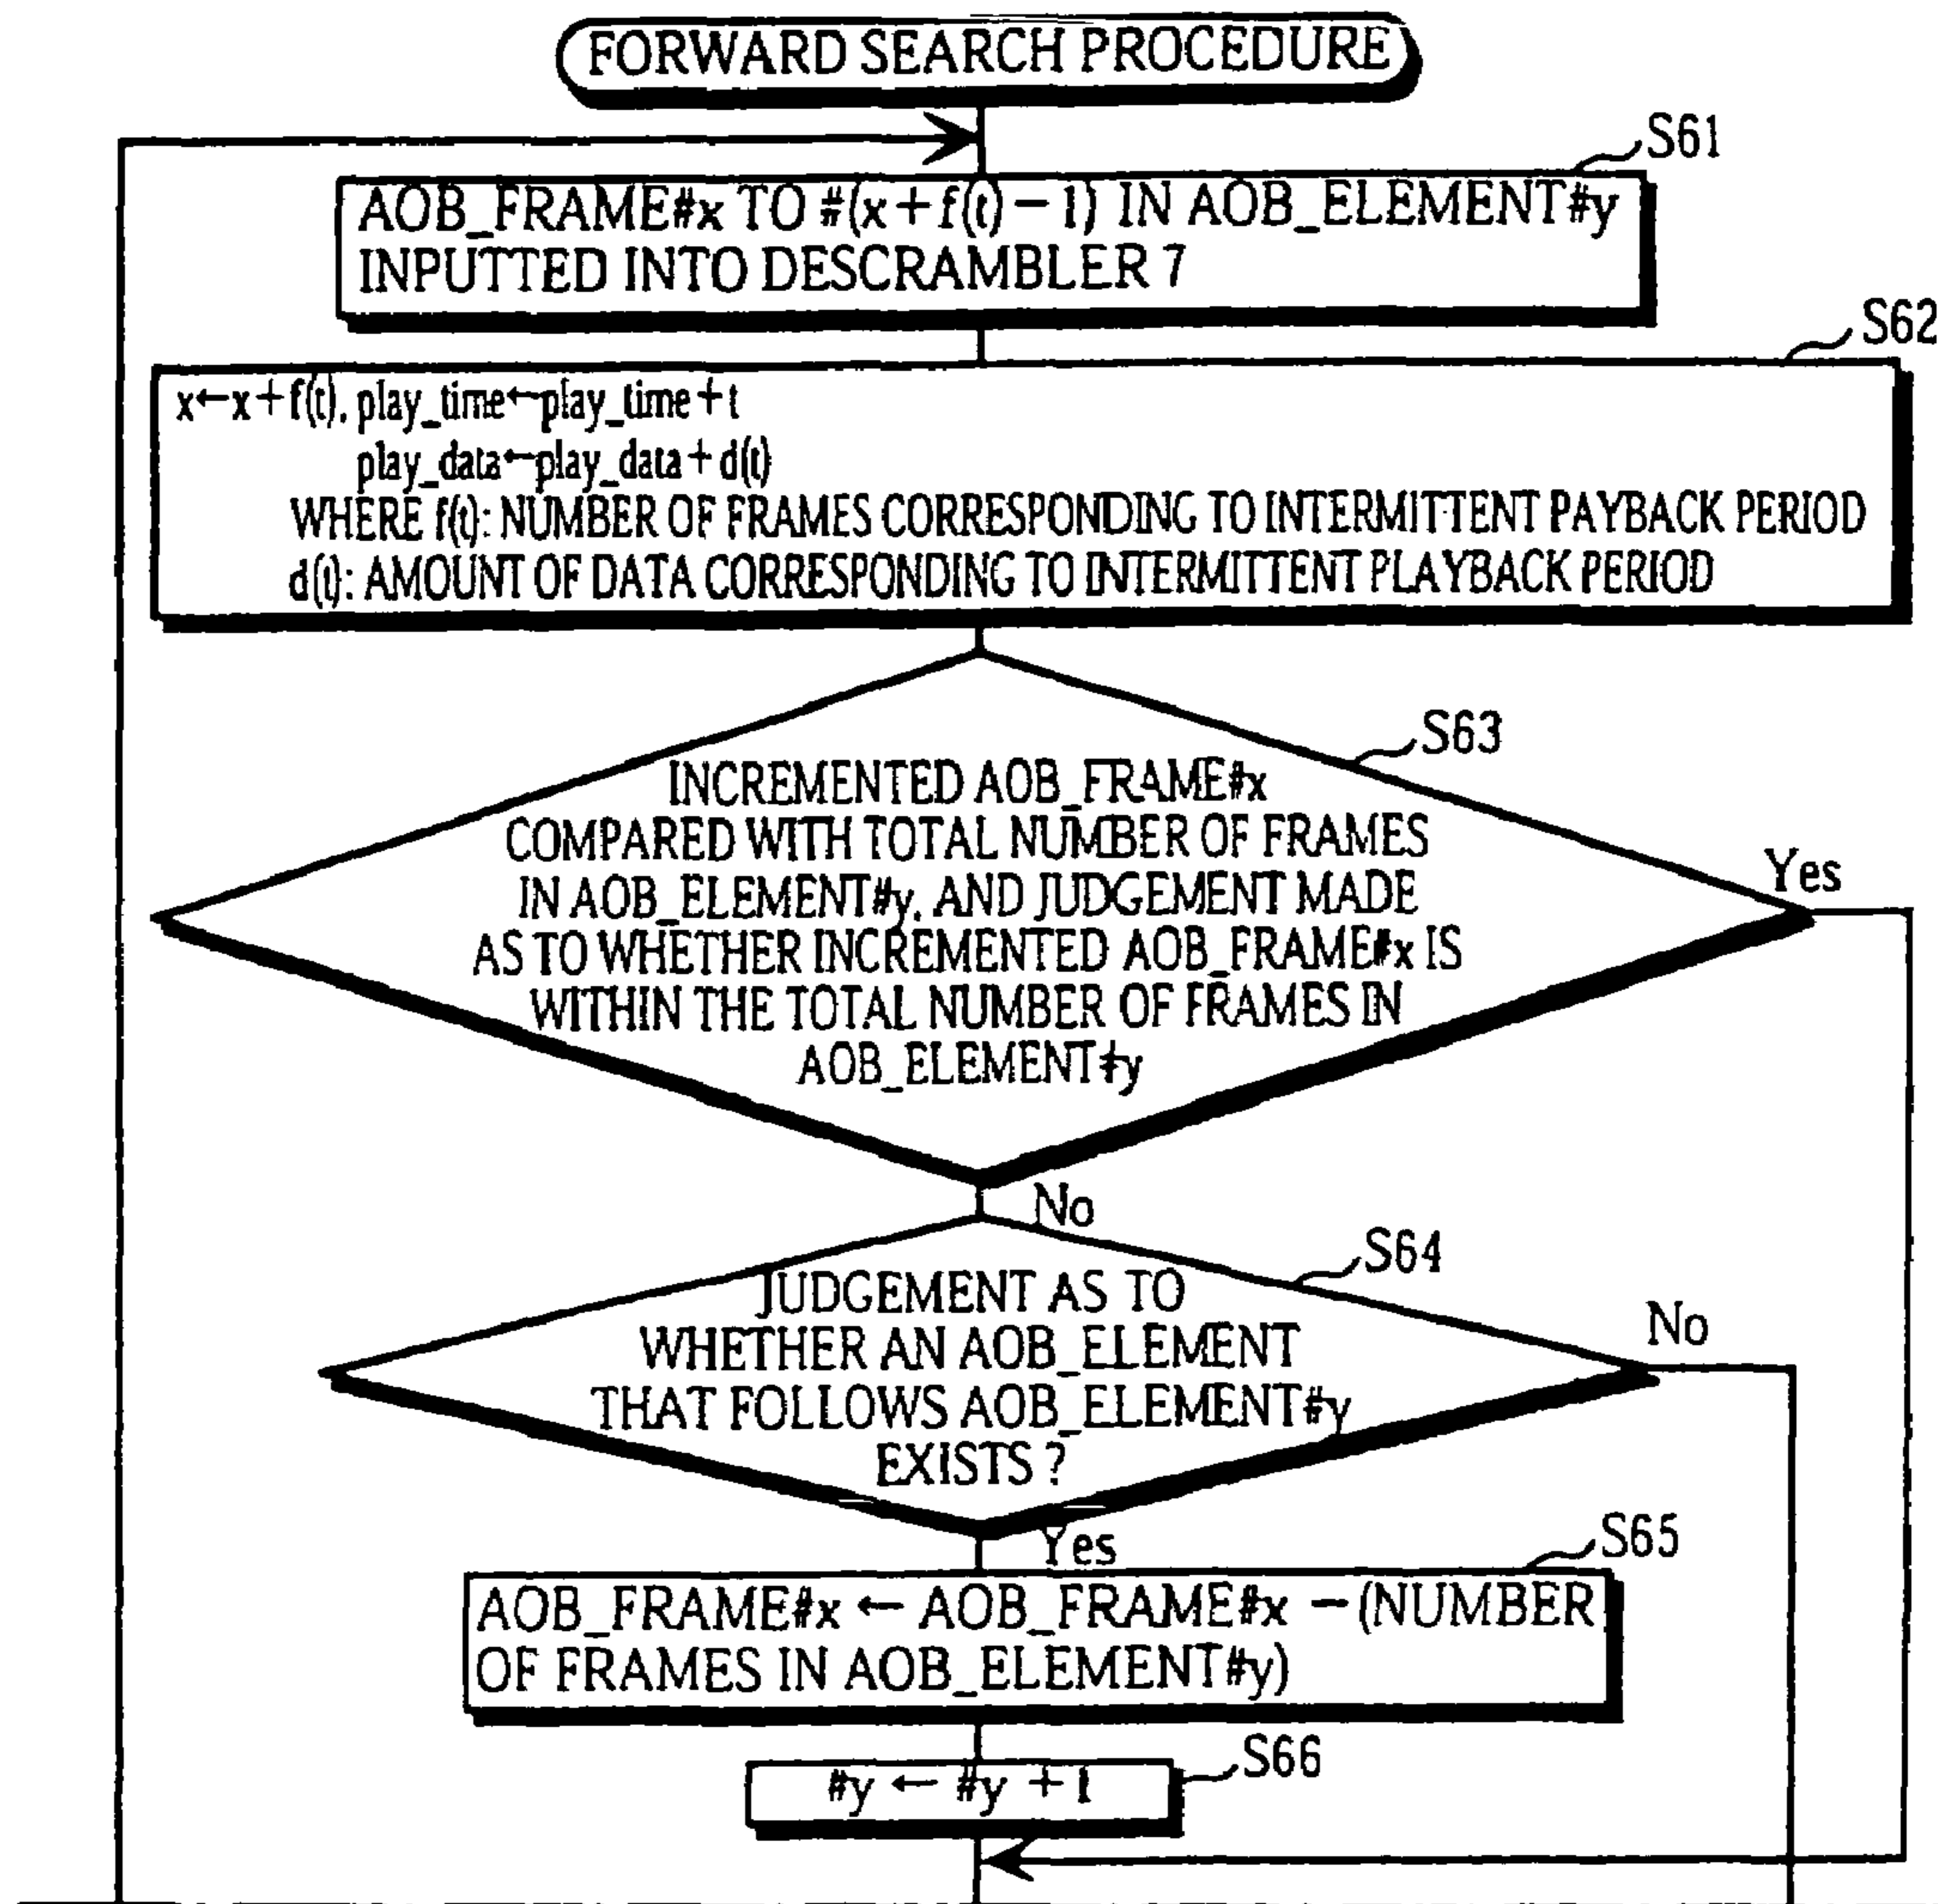 FORWARD SEARCH PROCEDURE
S61
AOB_FRAME#x TO #(x+f(t)−1) IN AOB_ELEMENT#y
INPUTTED INTO DESCRAMBLER 7
S62
x←x+f(t), play_time←play_time+t
play_data←play_data+d(t)
WHERE f(t): NUMBER OF FRAMES CORRESPONDING TO INTERMITTENT PAYBACK PERIOD
d(t): AMOUNT OF DATA CORRESPONDING TO INTERMITTENT PLAYBACK PERIOD
S63
INCREMENTED AOB_FRAME#x
COMPARED WITH TOTAL NUMBER OF FRAMES
IN AOB_ELEMENT#y, AND JUDGEMENT MADE
AS TO WHETHER INCREMENTED AOB_FRAME#x IS
WITHIN THE TOTAL NUMBER OF FRAMES IN
AOB_ELEMENT#y
Yes
No
S64
JUDGEMENT AS TO
WHETHER AN AOB_ELEMENT
THAT FOLLOWS AOB_ELEMENT#y
EXISTS ?
No
Yes
S65
AOB_FRAME#x ← AOB_FRAME#x −(NUMBER
OF FRAMES IN AOB_ELEMENT#y)
S66
#y ← #y +1